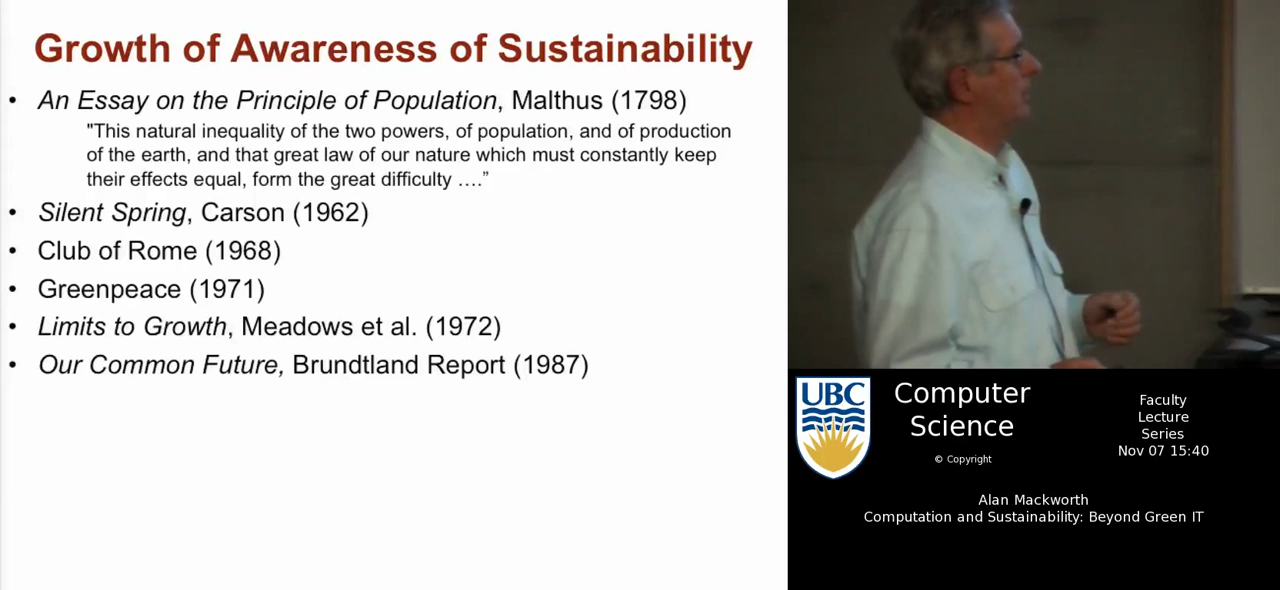 Growth of Awareness of Sustainability
• An Essay on the Principle of Population, Malthus (1798)
"This natural inequality of the two powers, of population, and of production
of the earth, and that great law of our nature which must constantly keep
their effects equal, form the great difficulty ….”
• Silent Spring, Carson (1962)
• Club of Rome (1968)
• Greenpeace (1971)
• Limits to Growth, Meadows et al. (1972)
• Our Common Future, Brundtland Report (1987)
UBC
Computer
Science
© Copyright
Faculty
Lecture
Series
Nov 07 15:40
Alan Mackworth
Computation and Sustainability: Beyond Green IT